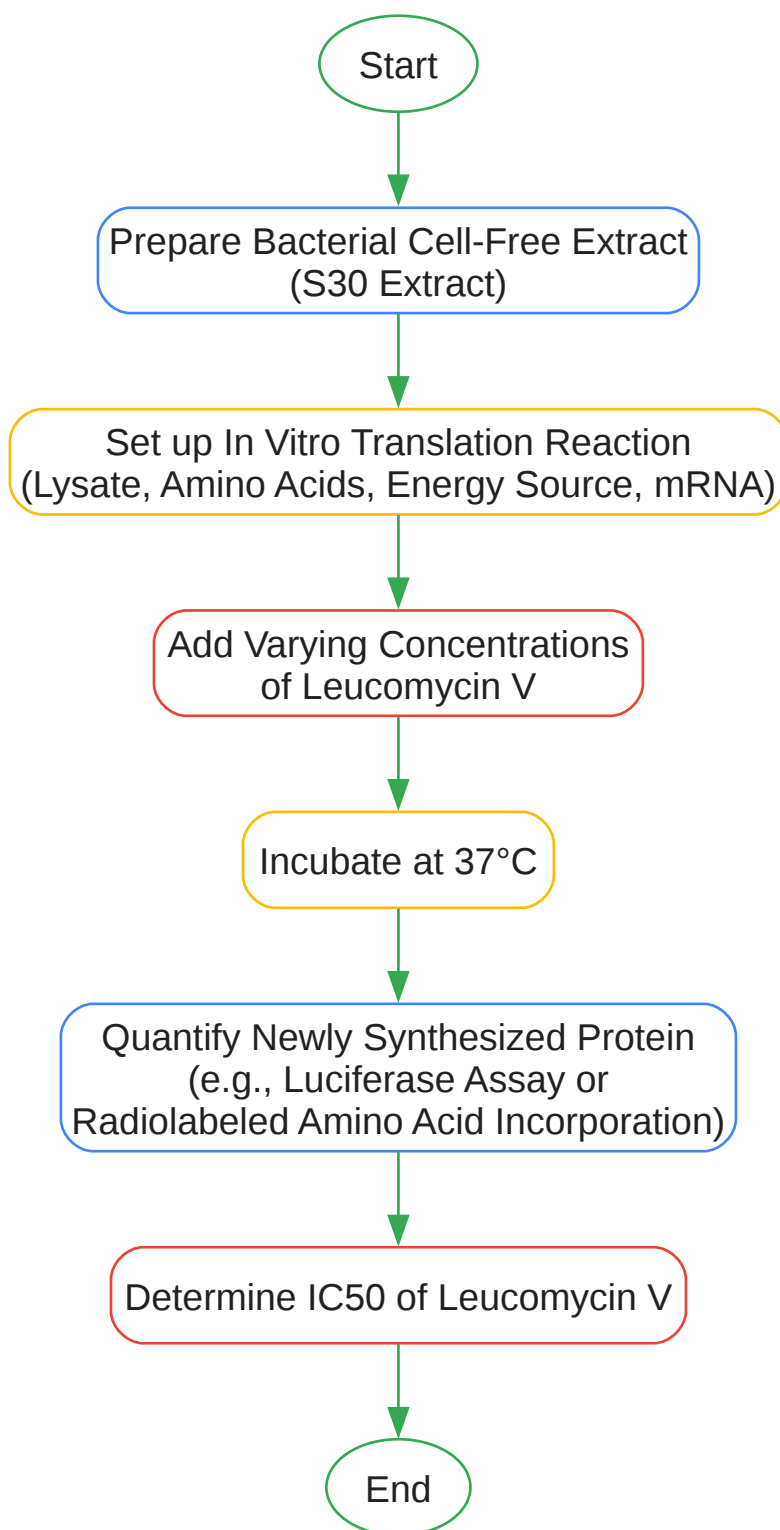 Start
Prepare Bacterial Cell-Free Extract
(S30 Extract)
Set up In Vitro Translation Reaction
(Lysate, Amino Acids, Energy Source, mRNA)
Add Varying Concentrations
of Leucomycin V
Incubate at 37°C
Quantify Newly Synthesized Protein
(e.g., Luciferase Assay or
Radiolabeled Amino Acid Incorporation)
Determine IC50 of Leucomycin V
End